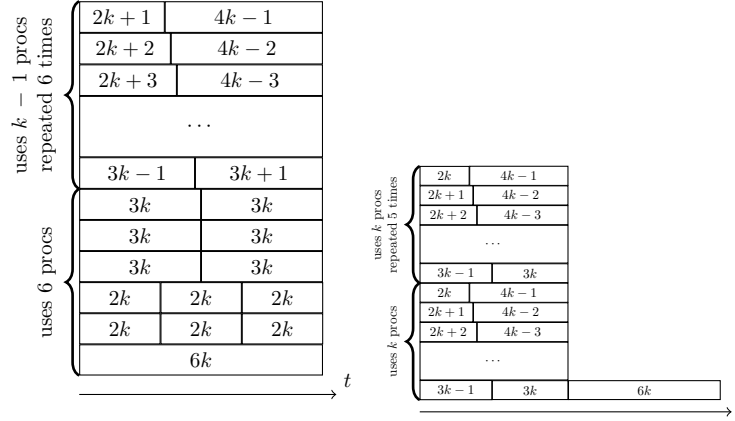 2k + 1 4k − 1
2k + 2 4k − 2
2k + 3 4k − 3
...
3k − 1 3k + 1
uses k − 1 procs
repeated 6 times
3k 3k
3k 3k
3k 3k
2k 2k 2k
2k 2k 2k
6k
uses 6 procs
t
2k 4k − 1
2k + 1 4k − 2
2k + 2 4k − 3
...
3k − 1 3k
uses k procs
repeated 5 times
2k 4k − 1
2k + 1 4k − 2
2k + 2 4k − 3
...
3k − 1 3k 6k
uses k procs